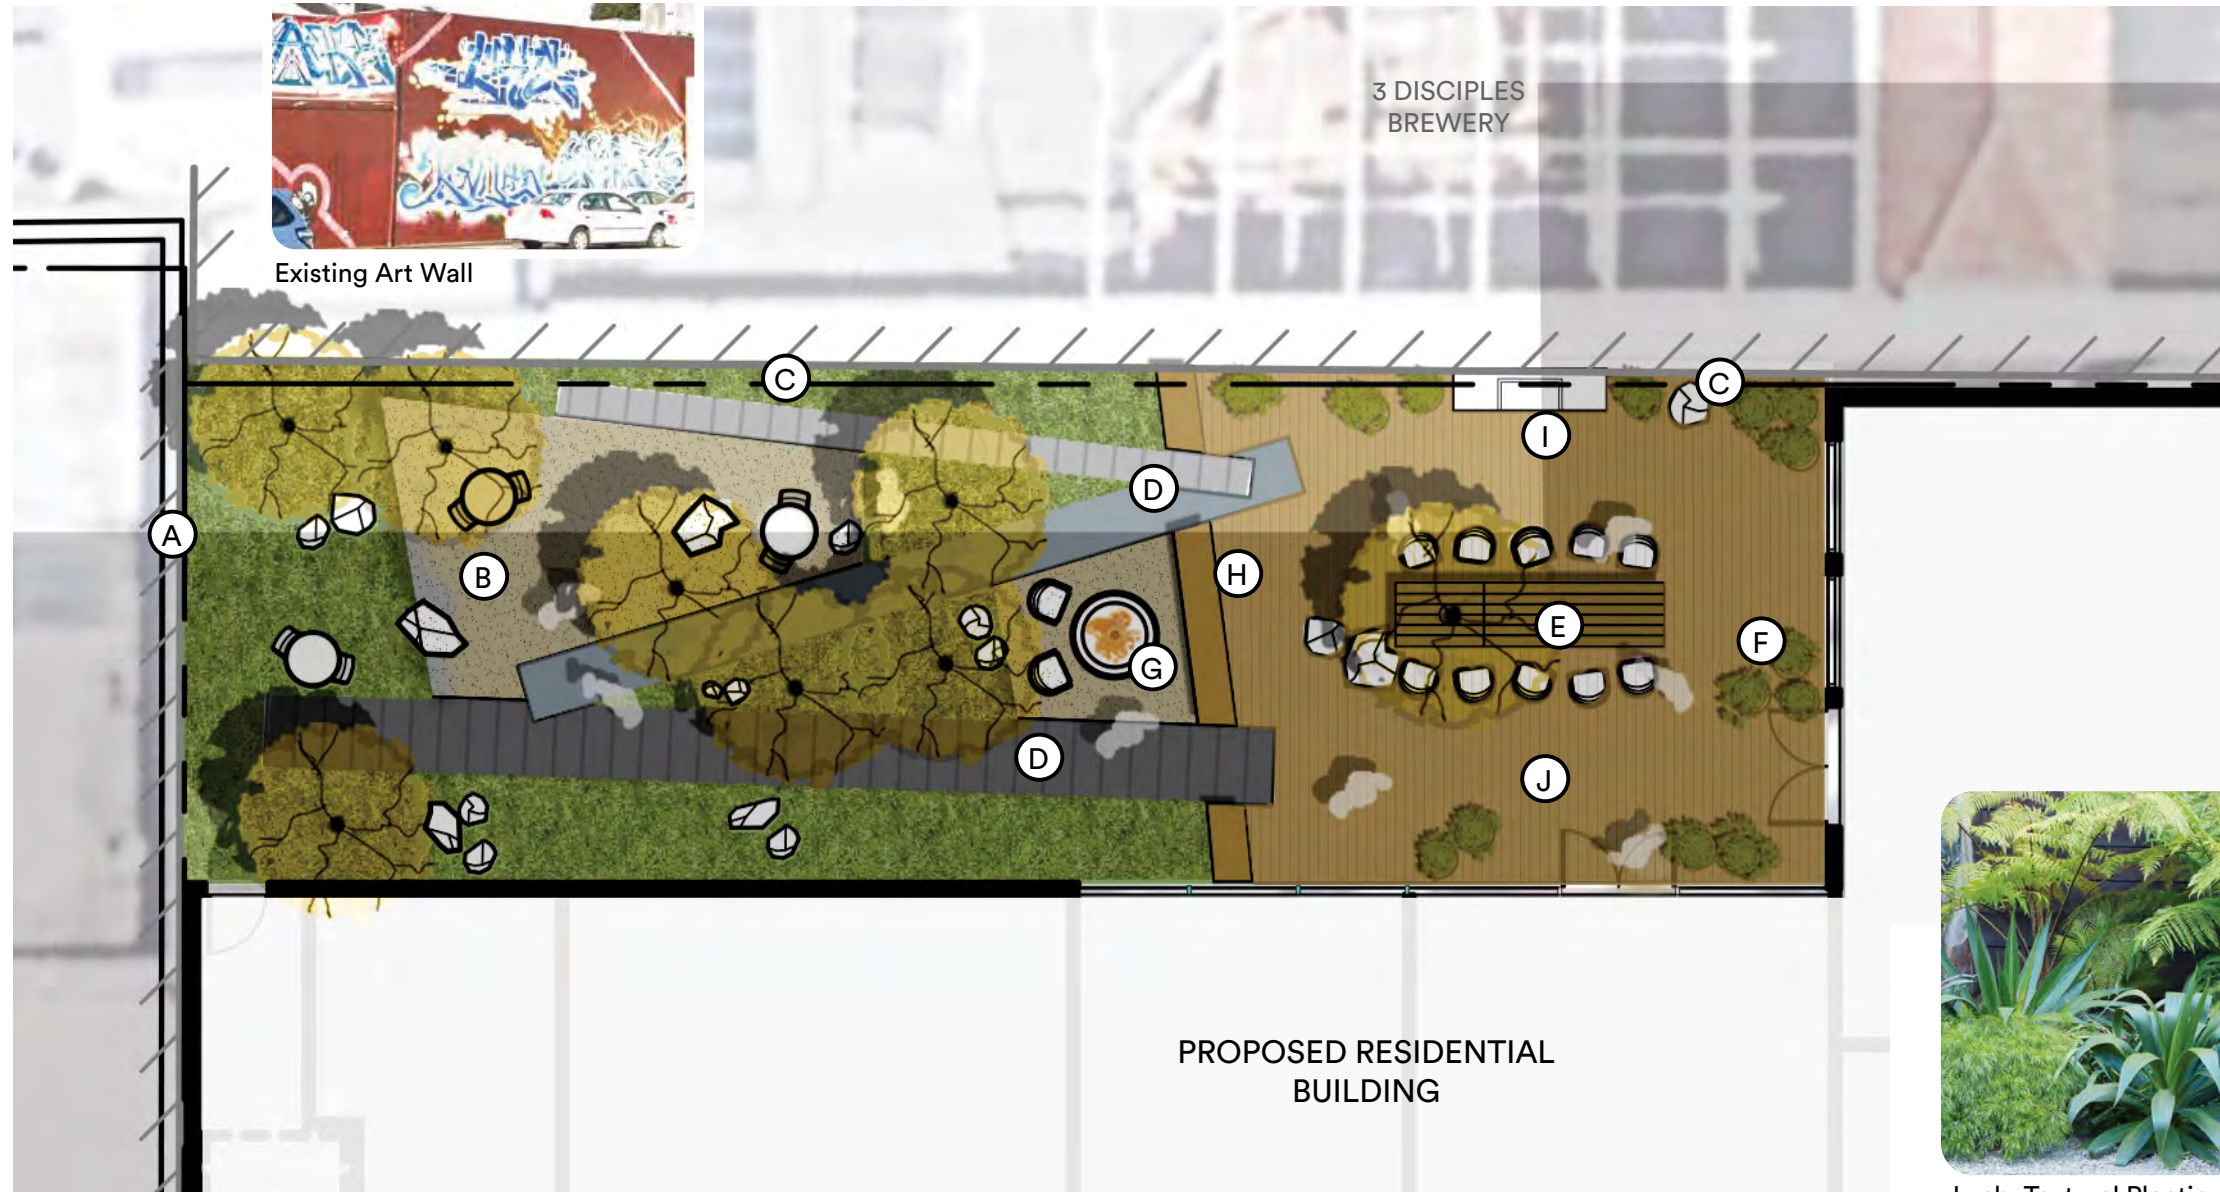 3 DISCIPLES
BREWERY
Existing Art Wall
C
C
I
D
A
B
H
E
F
G
D
J
PROPOSED RESIDENTIAL
BUILDING